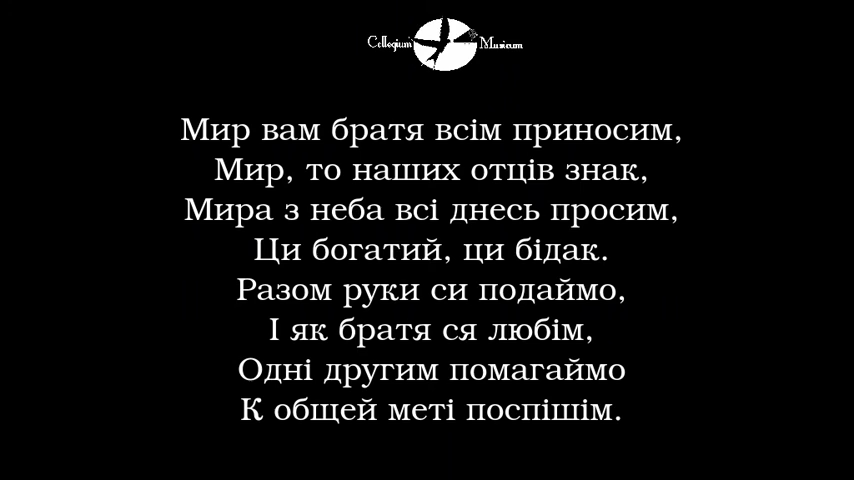 Collegium Musicum
Мир вам братя всім приносим,
Мир, то наших отців знак,
Мира з неба всі днесь просим,
Ци богатий, ци бідак.
Разом руки си подаймо,
І як братя ся любім,
Одні другим помагаймо
К общей меті поспішім.